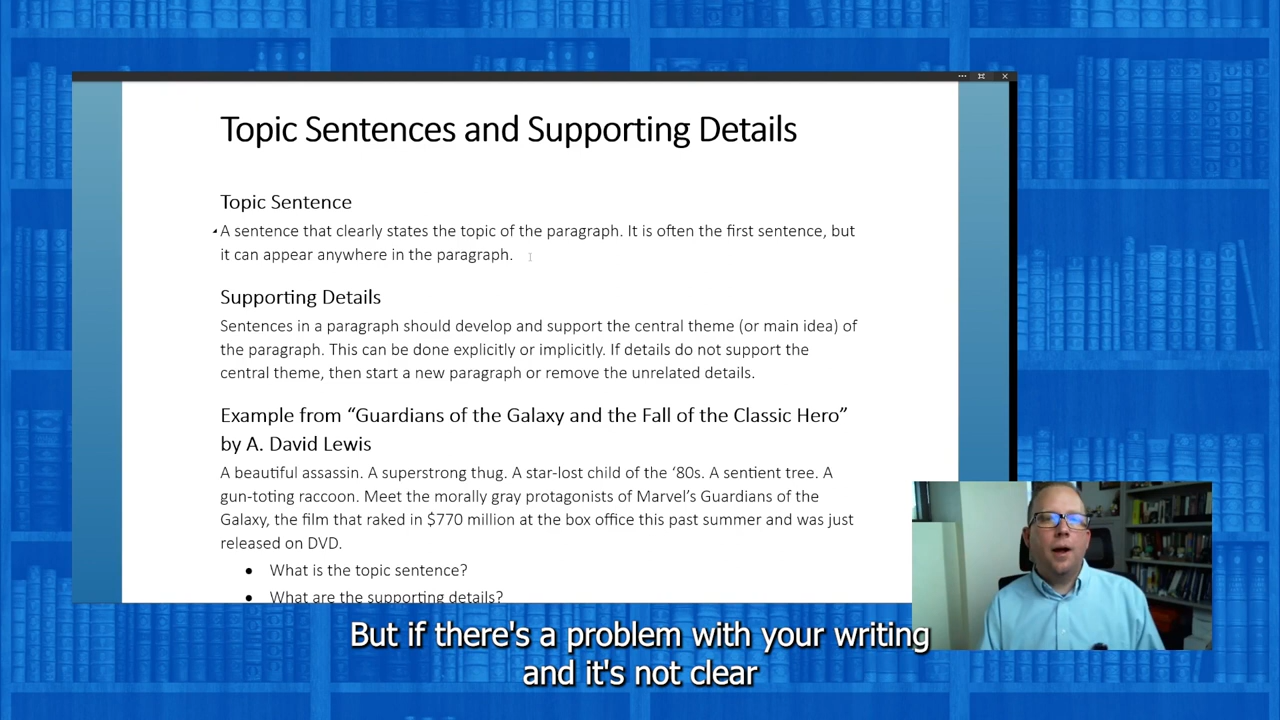 Topic Sentences and Supporting Details
Topic Sentence
A sentence that clearly states the topic of the paragraph. It is often the first sentence, but
it can appear anywhere in the paragraph.
Supporting Details
Sentences in a paragraph should develop and support the central theme (or main idea) of
the paragraph. This can be done explicitly or implicitly. If details do not support the
central theme, then start a new paragraph or remove the unrelated details.
Example from “Guardians of the Galaxy and the Fall of the Classic Hero”
by A. David Lewis
A beautiful assassin. A superstrong thug. A star-lost child of the ‘80s. A sentient tree. A
gun-toting raccoon. Meet the morally gray protagonists of Marvel’s Guardians of the
Galaxy, the film that raked in $770 million at the box office this past summer and was just
released on DVD.
• What is the topic sentence?
• What are the supporting details?
But if there's a problem with your writing
and it's not clear